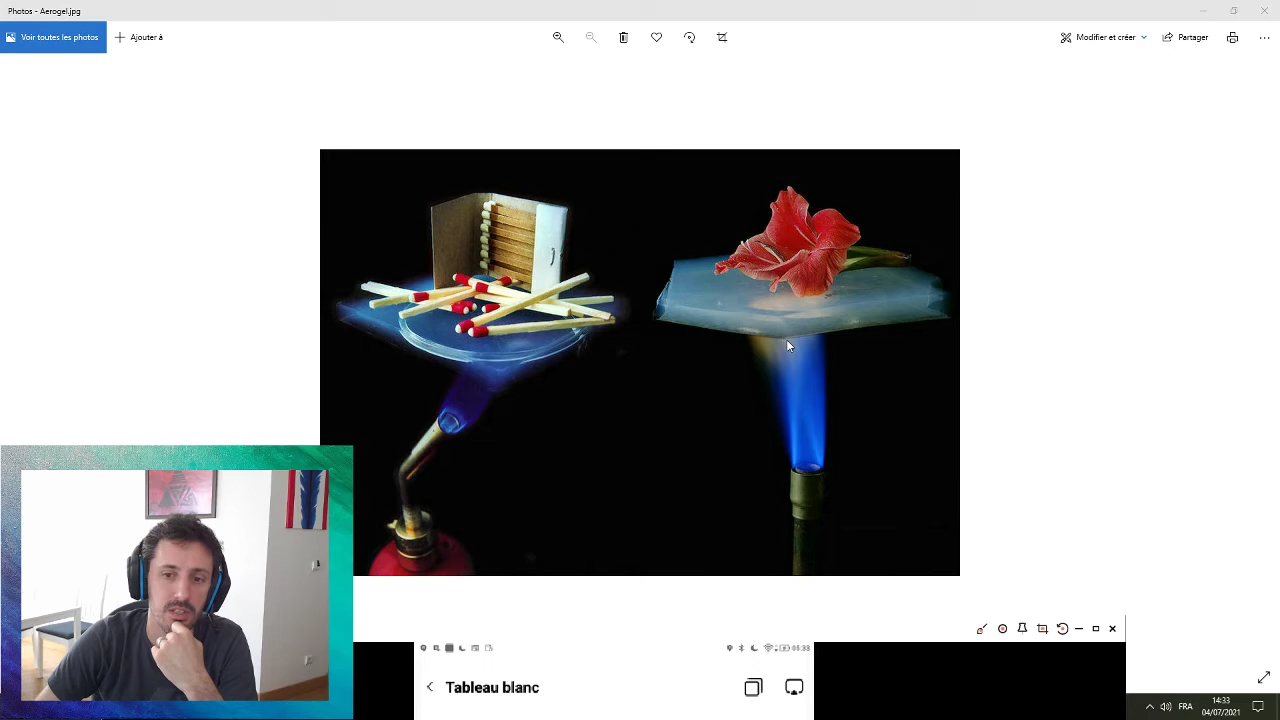 Photos - Aerogel.jpg
Voir toutes les photos
Ajouter à
Modifier et créer
Partager
Tableau blanc
FRA
14:33
04/07/2021